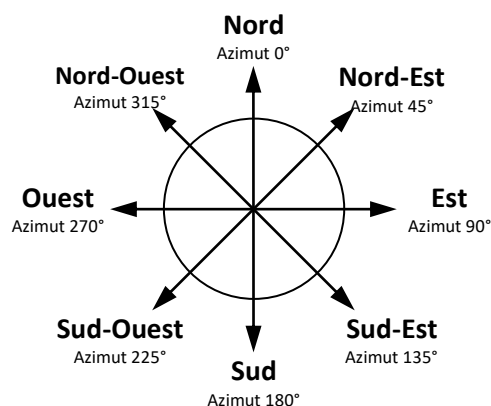 Nord
Azimut 0°
Nord-Ouest
Azimut 315°
Nord-Est
Azimut 45°
Ouest
Azimut 270°
Est
Azimut 90°
Sud-Ouest
Azimut 225°
Sud-Est
Azimut 135°
Sud
Azimut 180°